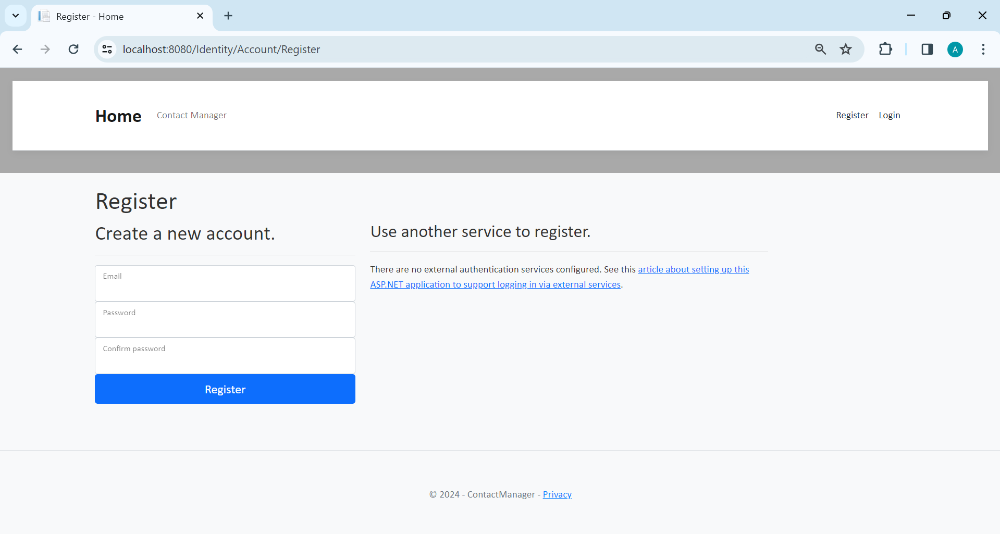 Register - Home
localhost:8080/Identity/Account/Register
A
Home Contact Manager Register Login
Register
Create a new account.
Email
Password
Confirm password
Register
Use another service to register.
There are no external authentication services configured. See this article about setting up this
ASP.NET application to support logging in via external services.
© 2024 - ContactManager - Privacy